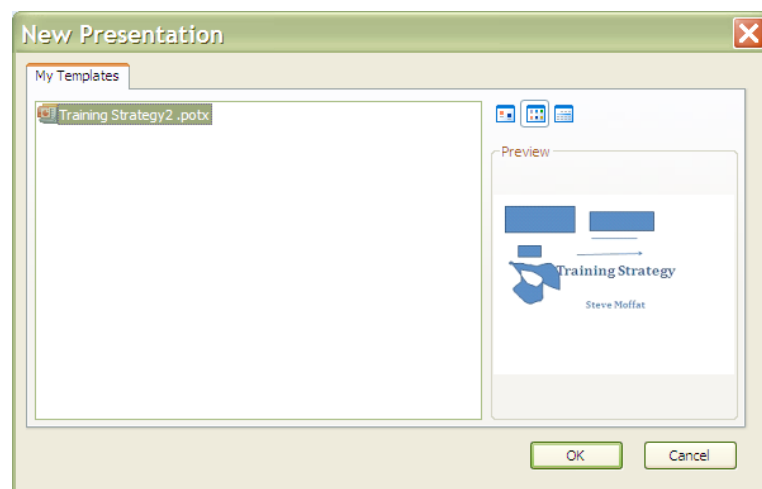 New Presentation
My Templates
Training Strategy2 .potx
Preview
Training Strategy
Steve Moffat
OK
Cancel